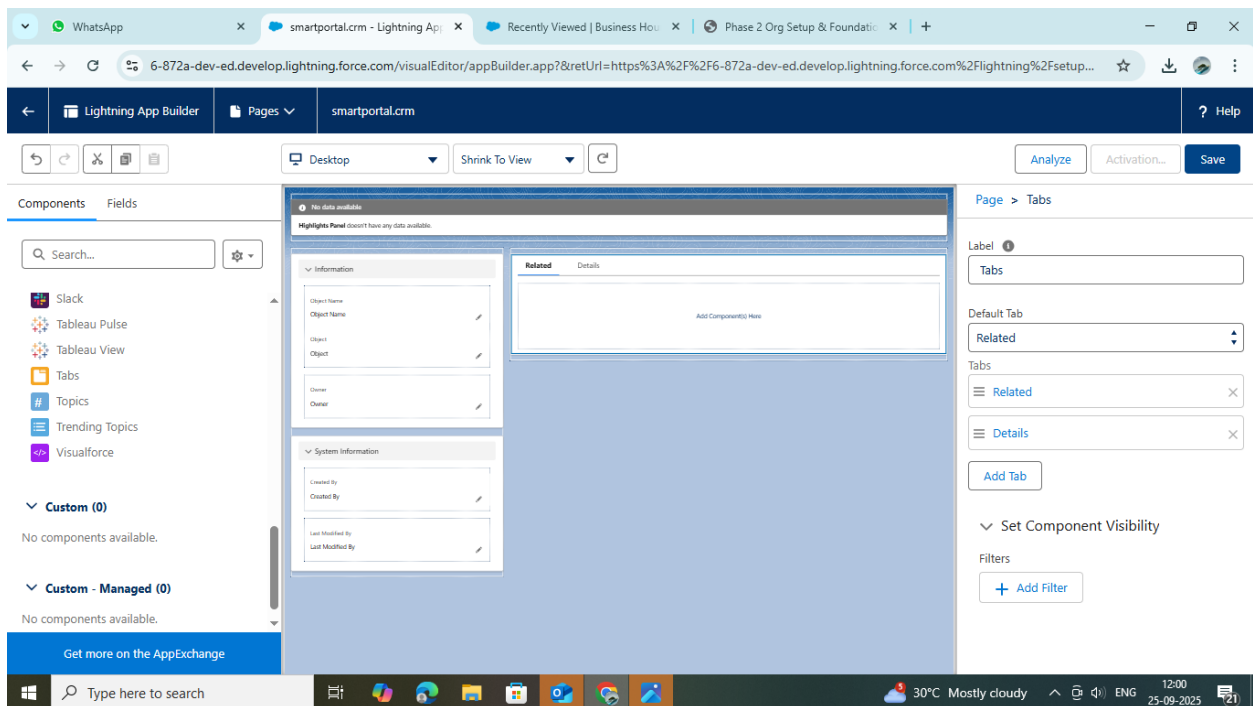 WhatsApp
smartportal.crm - Lightning App
Recently Viewed | Business Hou
Phase 2 Org Setup & Foundatio
6-872a-dev-ed.develop.lightning.force.com/visualEditor/appBuilder.app?&retUrl=https%3A%2F%2F6-872a-dev-ed.develop.lightning.force.com%2Flightning%2Fsetup...
Lightning App Builder
Pages
smartportal.crm
? Help
Desktop
Shrink To View
Analyze
Activation...
Save
Components
Fields
Search...
Slack
Tableau Pulse
Tableau View
Tabs
Topics
Trending Topics
Visualforce
Custom (0)
No components available.
Custom - Managed (0)
No components available.
Get more on the AppExchange
No data available
Highlights Panel doesn't have any data available.
Information
Object Name
Object Name
Object
Object
Owner
Owner
System Information
Created By
Created By
Last Modified By
Last Modified By
Related
Details
Add Component(s) Here
Page > Tabs
Label
Tabs
Default Tab
Related
Tabs
Related
Details
Add Tab
Set Component Visibility
Filters
+ Add Filter
Type here to search
30°C Mostly cloudy
ENG
12:00
25-09-2025
21